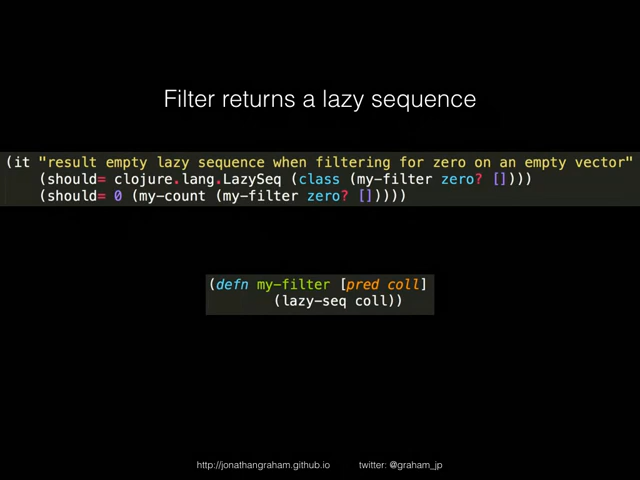 Filter returns a lazy sequence
(it "result empty lazy sequence when filtering for zero on an empty vector"
(should= clojure.lang.LazySeq (class (my-filter zero? [])))
(should= 0 (my-count (my-filter zero? []))))
(defn my-filter [pred coll]
(lazy-seq coll))
http://jonathangraham.github.io twitter: @graham_jp